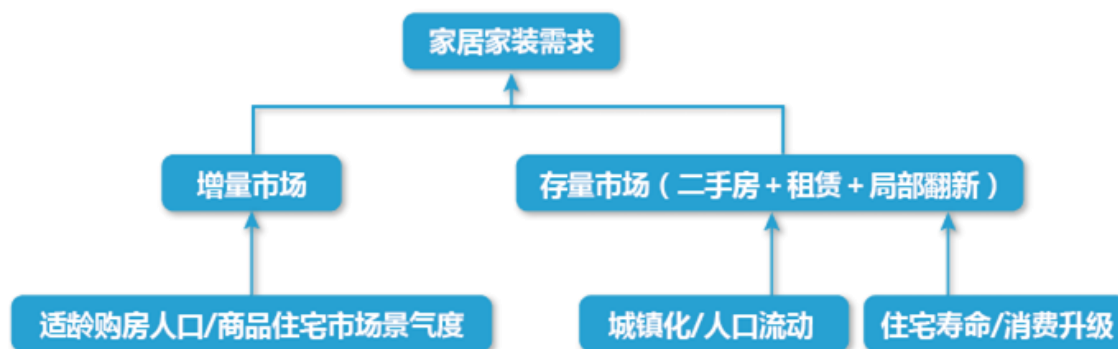 家居家装需求
增量市场
存量市场（二手房+租赁+局部翻新）
适龄购房人口/商品住宅市场景气度
城镇化/人口流动
住宅寿命/消费升级